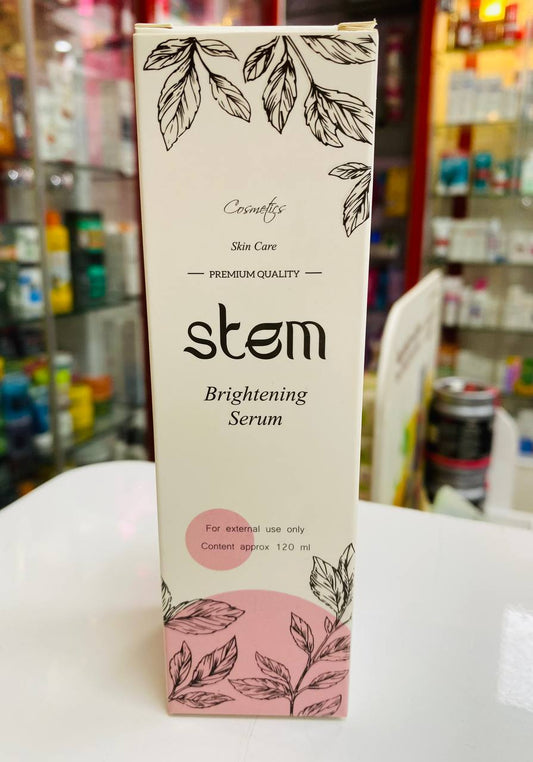 Cosmetics
Skin Care
PREMIUM QUALITY
stem
Brightening
Serum
For external use only
Content approx 120 ml